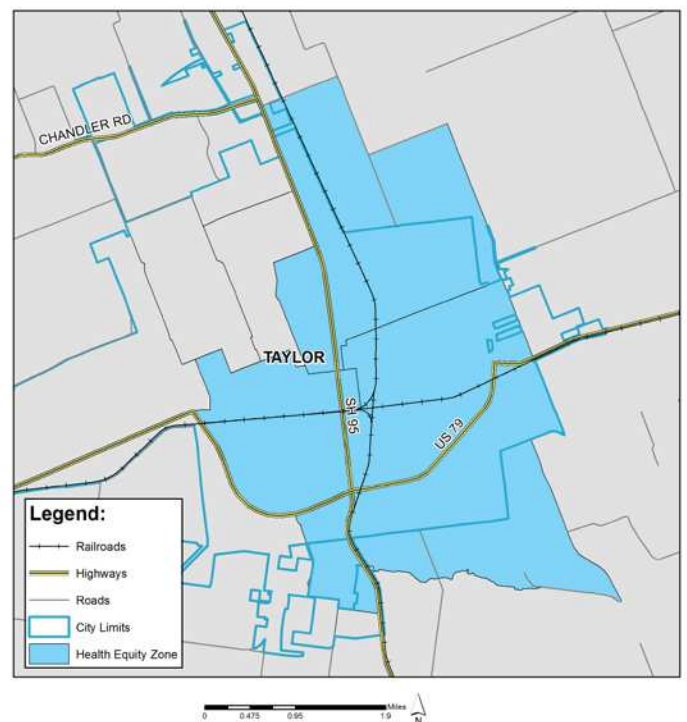 CHANDLER RD
TAYLOR
SH 95
US 79
Legend:
Railroads
Highways
Roads
City Limits
Health Equity Zone
Miles
0 0.475 0.95 1.9
N